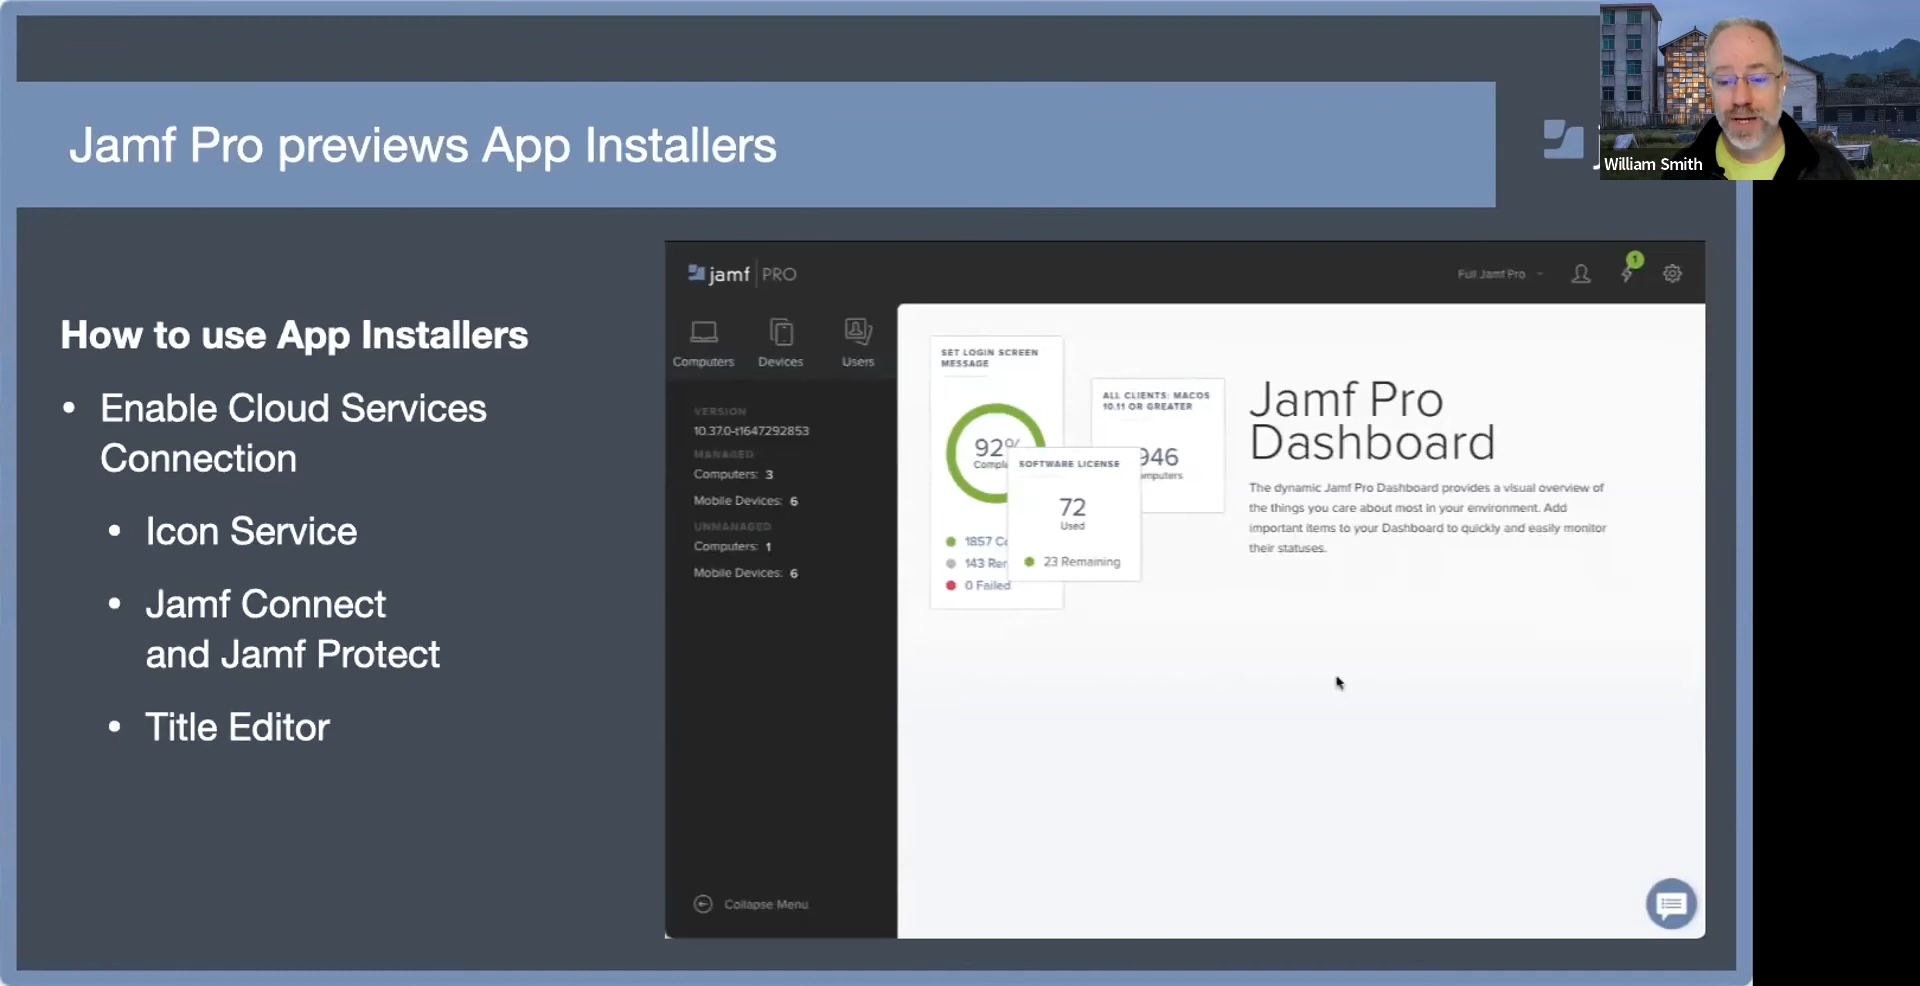 Jamf Pro previews App Installers
William Smith
How to use App Installers
• Enable Cloud Services
Connection
• Icon Service
• Jamf Connect
and Jamf Protect
• Title Editor
jamf PRO
Full Jamf Pro
1
Computers
Devices
Users
VERSION
10.37.0-t1647292853
MANAGED
Computers: 3
Mobile Devices: 6
UNMANAGED
Computers: 1
Mobile Devices: 6
Collapse Menu
SET LOGIN SCREEN
MESSAGE
92%
1857
143
0 Failed
ALL CLIENTS: MACOS
10.11 OR GREATER
946
SOFTWARE LICENSE
72
Used
23 Remaining
Jamf Pro
Dashboard
The dynamic Jamf Pro Dashboard provides a visual overview of
the things you care about most in your environment. Add
important items to your Dashboard to quickly and easily monitor
their statuses.